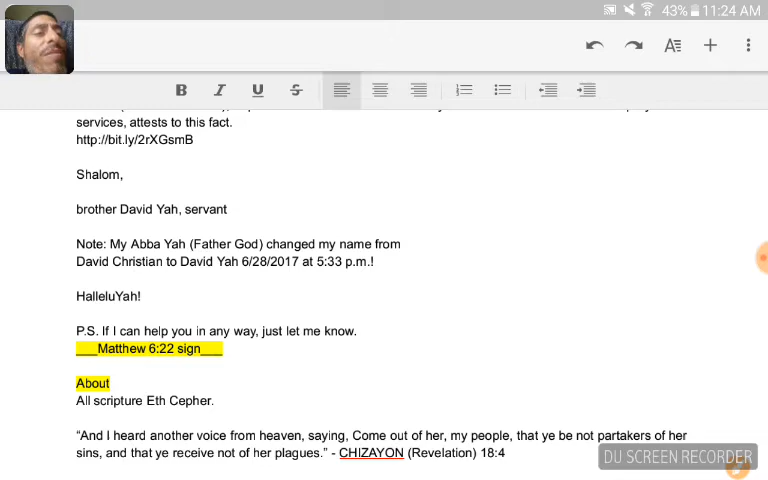 43% 11:24 AM
B I U S
services, attests to this fact.
http://bit.ly/2rXGsmB
Shalom,
brother David Yah, servant
Note: My Abba Yah (Father God) changed my name from
David Christian to David Yah 6/28/2017 at 5:33 p.m.!
HalleluYah!
P.S. If I can help you in any way, just let me know.
___Matthew 6:22 sign___
About
All scripture Eth Cepher.
“And I heard another voice from heaven, saying, Come out of her, my people, that ye be not partakers of her
sins, and that ye receive not of her plagues.” - CHIZAYON (Revelation) 18:4
DU SCREEN RECORDER